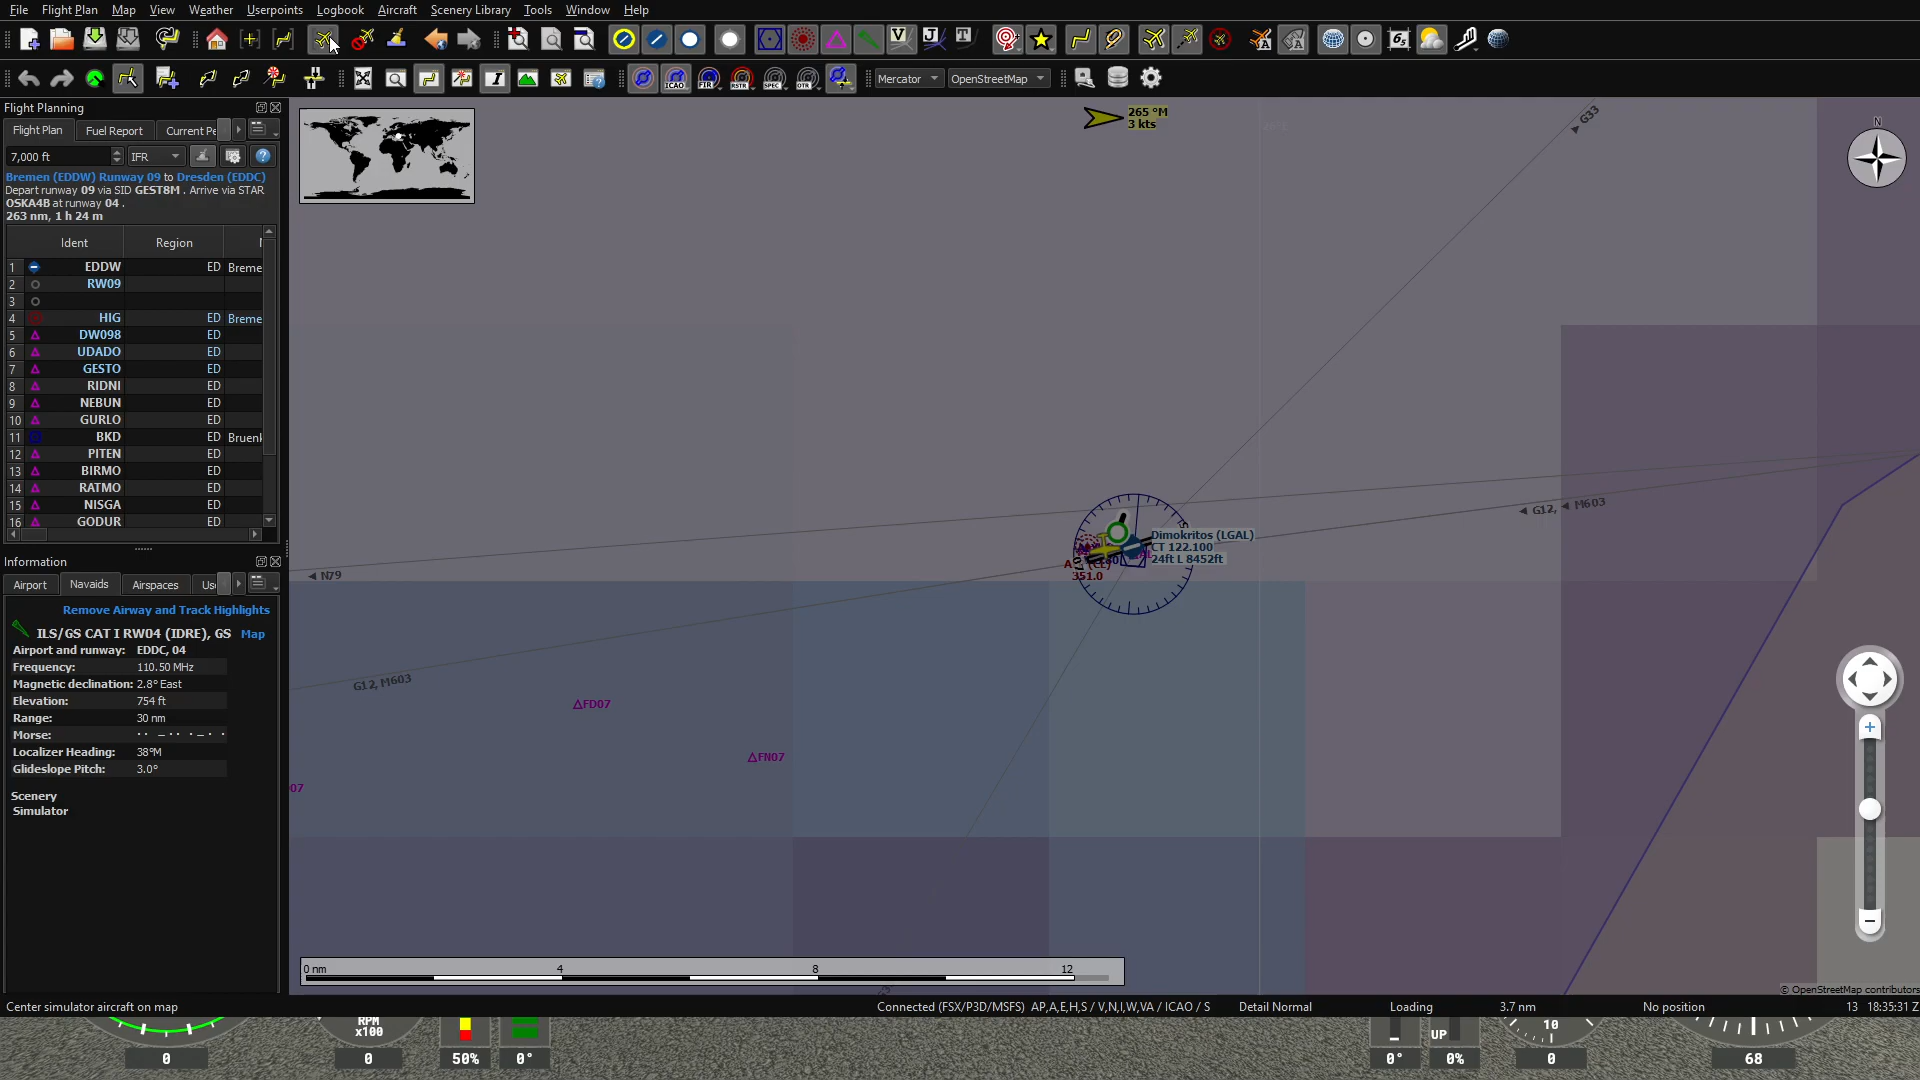 File Flight Plan Map View Weather Userpoints Logbook Aircraft Scenery Library Tools Window Help
ICAO FIR RSTR SPEC OTR Mercator OpenStreetMap
Flight Planning
Flight Plan Fuel Report Current Pe
7,000 ft IFR
Bremen (EDDW) Runway 09 to Dresden (EDDC)
Depart runway 09 via SID GEST8M . Arrive via STAR
OSKA4B at runway 04 .
263 nm, 1 h 24 m
Ident Region
1 EDDW ED Breme
2 RW09
3
4 HIG ED Breme
5 DW098 ED
6 UDADO ED
7 GESTO ED
8 RIDNI ED
9 NEBUN ED
10 GURLO ED
11 BKD ED Bruenk
12 PITEN ED
13 BIRMO ED
14 RATMO ED
15 NISGA ED
16 GODUR ED
Information
Airport Navaids Airspaces Us
Remove Airway and Track Highlights
ILS/GS CAT I RW04 (IDRE), GS Map
Airport and runway: EDDC, 04
Frequency: 110.50 MHz
Magnetic declination: 2.8° East
Elevation: 754 ft
Range: 30 nm
Morse: ·· –·· ·–· ·
Localizer Heading: 38°M
Glideslope Pitch: 3.0°
Scenery
Simulator
265 °M
3 kts
N
G33
G12, ◄ M603
N79
G12, M603
Dimokritos (LGAL)
CT 122.100
24ft L 8452ft
351.0
FD07
FN07
07
0 nm 4 8 12
© OpenStreetMap contributors
Center simulator aircraft on map Connected (FSX/P3D/MSFS) AP,A,E,H,S / V,N,I,W,VA / ICAO / S Detail Normal Loading 3.7 nm No position 13 18:35:31 Z
RPM
x100
UP
10
0 0 50% 0° 0° 0% 0 68